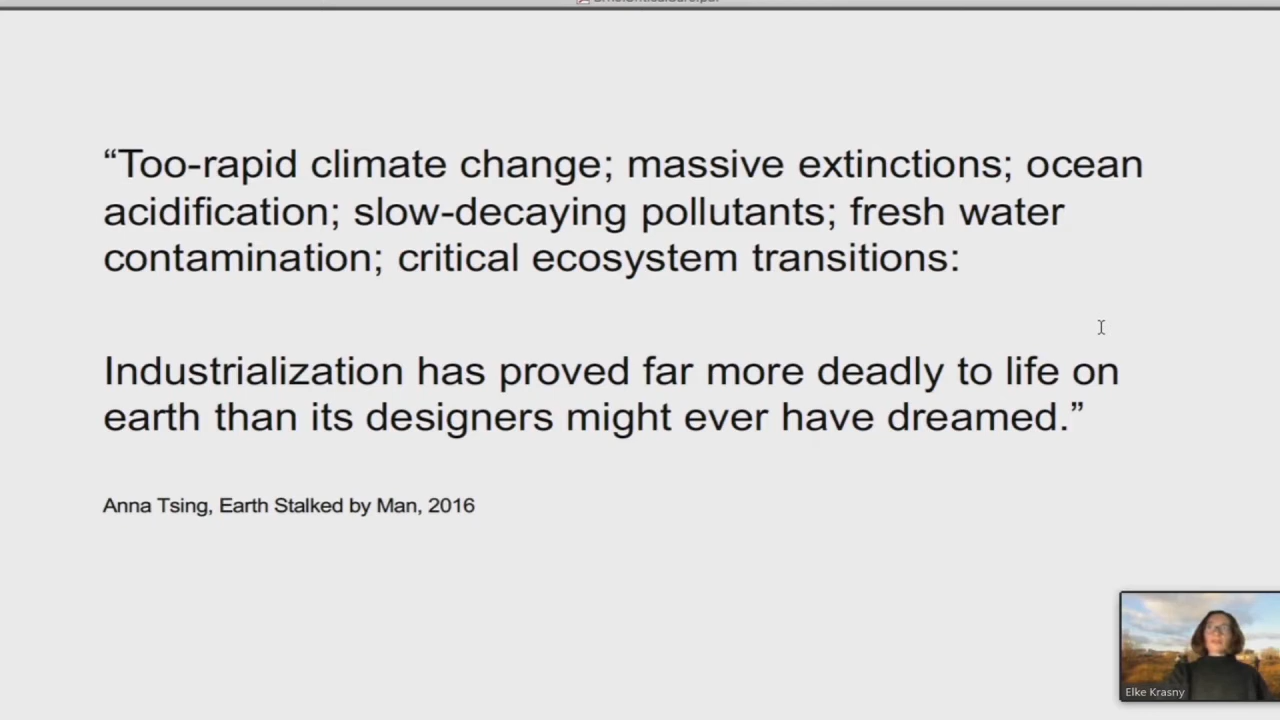 “Too-rapid climate change; massive extinctions; ocean
acidification; slow-decaying pollutants; fresh water
contamination; critical ecosystem transitions:
Industrialization has proved far more deadly to life on
earth than its designers might ever have dreamed.”
Anna Tsing, Earth Stalked by Man, 2016
Elke Krasny